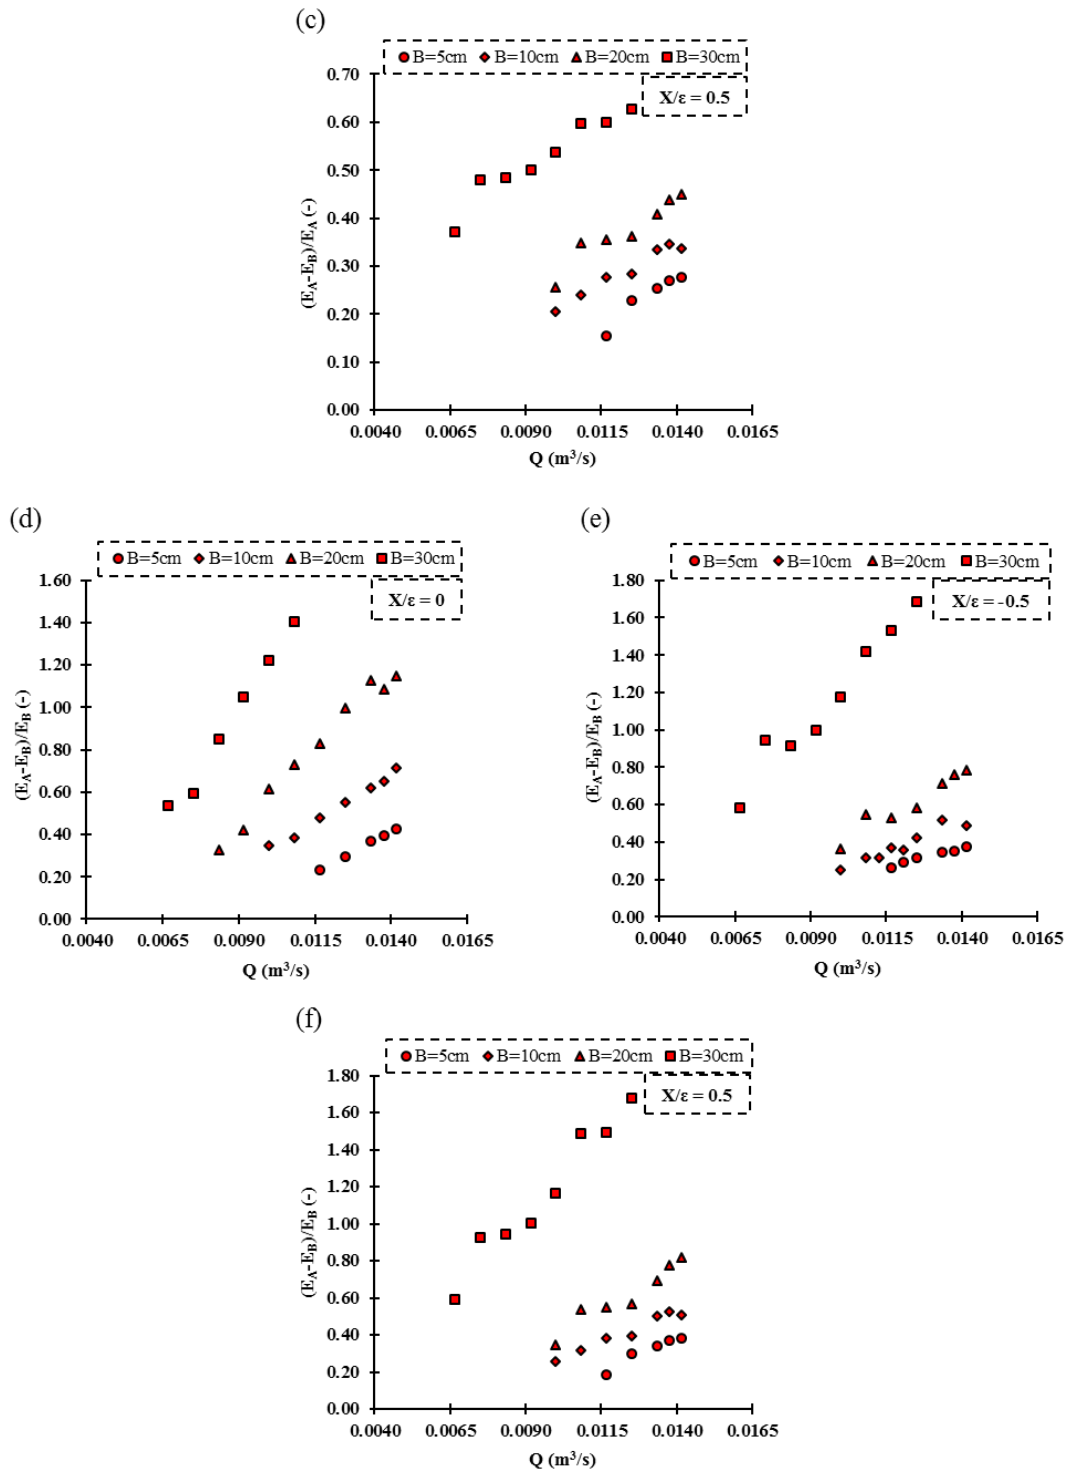 (c)
B=5cm B=10cm B=20cm B=30cm
X/ε = 0.5
0.70
0.60
0.50
0.40
0.30
0.20
0.10
0.00
(E_A-E_B)/E_A (-)
0.0040 0.0065 0.0090 0.0115 0.0140 0.0165
Q (m³/s)
(d)
B=5cm B=10cm B=20cm B=30cm
X/ε = 0
1.60
1.40
1.20
1.00
0.80
0.60
0.40
0.20
0.00
(E_A-E_B)/E_B (-)
0.0040 0.0065 0.0090 0.0115 0.0140 0.0165
Q (m³/s)
(e)
B=5cm B=10cm B=20cm B=30cm
X/ε = -0.5
1.80
1.60
1.40
1.20
1.00
0.80
0.60
0.40
0.20
0.00
(E_A-E_B)/E_B (-)
0.0040 0.0065 0.0090 0.0115 0.0140 0.0165
Q (m³/s)
(f)
B=5cm B=10cm B=20cm B=30cm
X/ε = 0.5
1.80
1.60
1.40
1.20
1.00
0.80
0.60
0.40
0.20
0.00
(E_A-E_B)/E_B (-)
0.0040 0.0065 0.0090 0.0115 0.0140 0.0165
Q (m³/s)